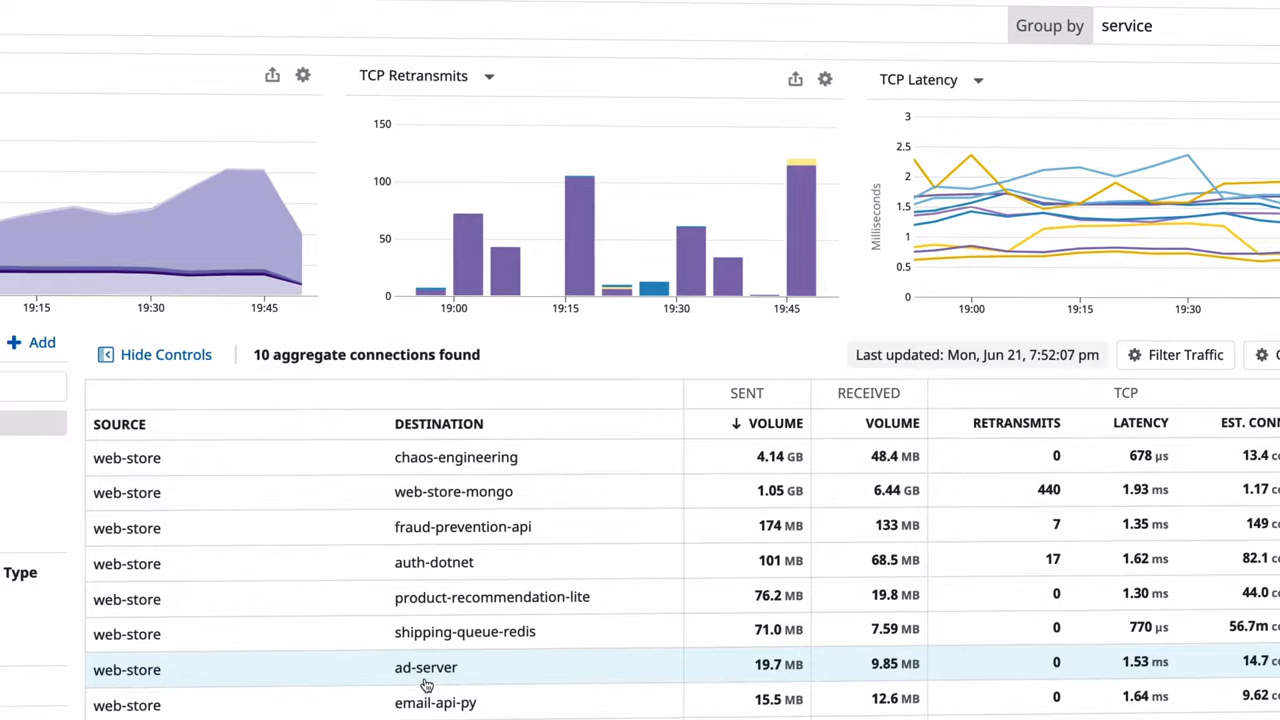 Group by service
TCP Retransmits
TCP Latency
150
100
50
0
19:15 19:30 19:45
19:00 19:15 19:30 19:45
3
2.5
2
1.5
1
0.5
0
Milliseconds
19:00 19:15 19:30
+ Add
Hide Controls
10 aggregate connections found
Last updated: Mon, Jun 21, 7:52:07 pm
Filter Traffic
SENT RECEIVED TCP
SOURCE DESTINATION ↓ VOLUME VOLUME RETRANSMITS LATENCY EST.
web-store chaos-engineering 4.14 GB 48.4 MB 0 678 µs 13.4
web-store web-store-mongo 1.05 GB 6.44 GB 440 1.93 ms 1.17
web-store fraud-prevention-api 174 MB 133 MB 7 1.35 ms 149
web-store auth-dotnet 101 MB 68.5 MB 17 1.62 ms 82.1
Type
web-store product-recommendation-lite 76.2 MB 19.8 MB 0 1.30 ms 44.0
web-store shipping-queue-redis 71.0 MB 7.59 MB 0 770 µs 56.7m
web-store ad-server 19.7 MB 9.85 MB 0 1.53 ms 14.7
web-store email-api-py 15.5 MB 12.6 MB 0 1.64 ms 9.62